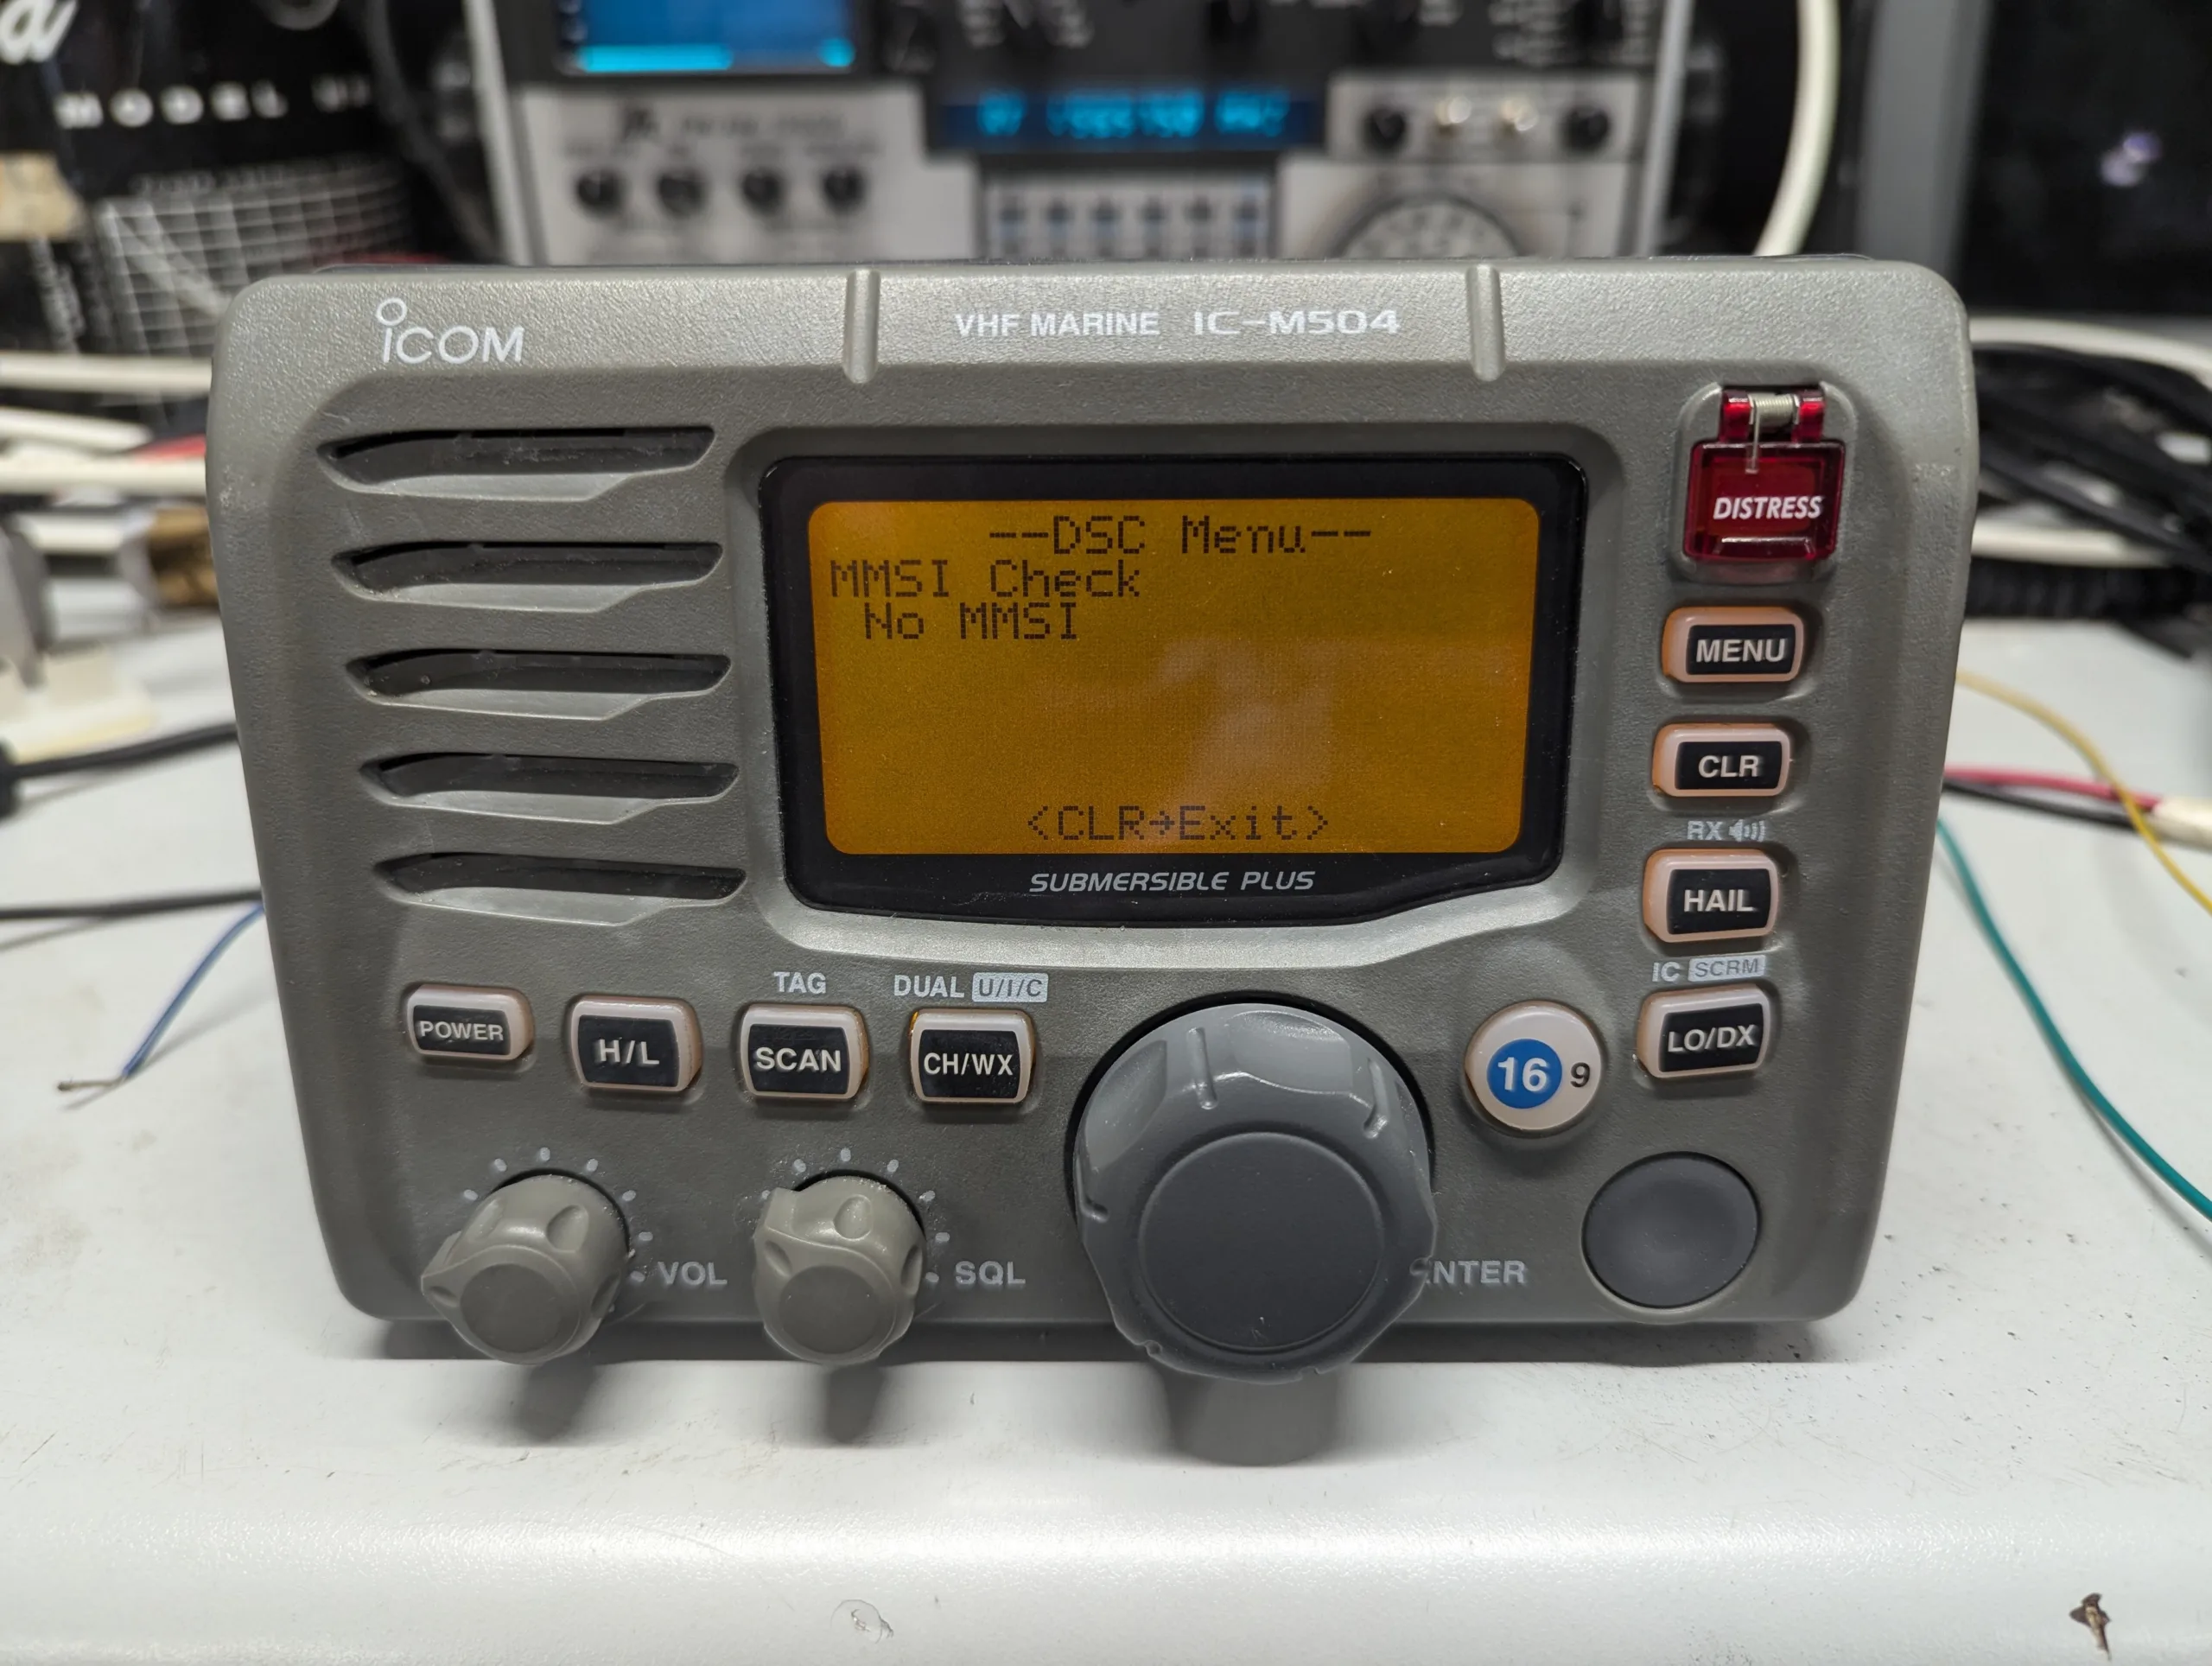 MODEL
iCOM
VHF MARINE IC-M504
DISTRESS
--DSC Menu--
MMSI Check
No MMSI
<CLR→Exit>
SUBMERSIBLE PLUS
MENU
CLR
RX
HAIL
IC SCRM
LO/DX
TAG
DUAL U/I/C
POWER
H/L
SCAN
CH/WX
16 9
VOL
SQL
ENTER